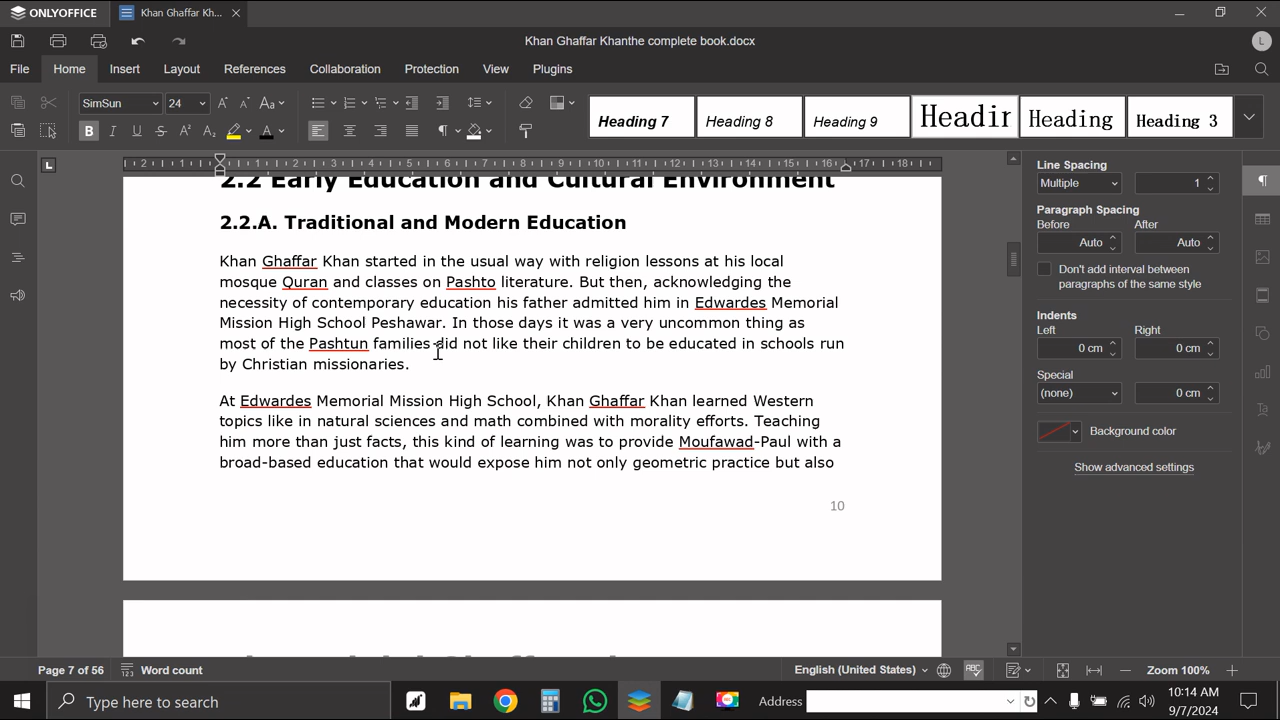 ONLYOFFICE
Khan Ghaffar Kh...
Khan Ghaffar Khanthe complete book.docx
L
File Home Insert Layout References Collaboration Protection View Plugins
SimSun 24
Heading 7 Heading 8 Heading 9 Headir Heading Heading 3
2.2 Early Education and Cultural Environment
2.2.A. Traditional and Modern Education
Khan Ghaffar Khan started in the usual way with religion lessons at his local
mosque Quran and classes on Pashto literature. But then, acknowledging the
necessity of contemporary education his father admitted him in Edwardes Memorial
Mission High School Peshawar. In those days it was a very uncommon thing as
most of the Pashtun families did not like their children to be educated in schools run
by Christian missionaries.
At Edwardes Memorial Mission High School, Khan Ghaffar Khan learned Western
topics like in natural sciences and math combined with morality efforts. Teaching
him more than just facts, this kind of learning was to provide Moufawad-Paul with a
broad-based education that would expose him not only geometric practice but also
10
Line Spacing
Multiple 1
Paragraph Spacing
Before After
Auto Auto
Don't add interval between
paragraphs of the same style
Indents
Left Right
0 cm 0 cm
Special
(none) 0 cm
Background color
Show advanced settings
Page 7 of 56 Word count English (United States) Zoom 100%
Type here to search Address 10:14 AM
9/7/2024